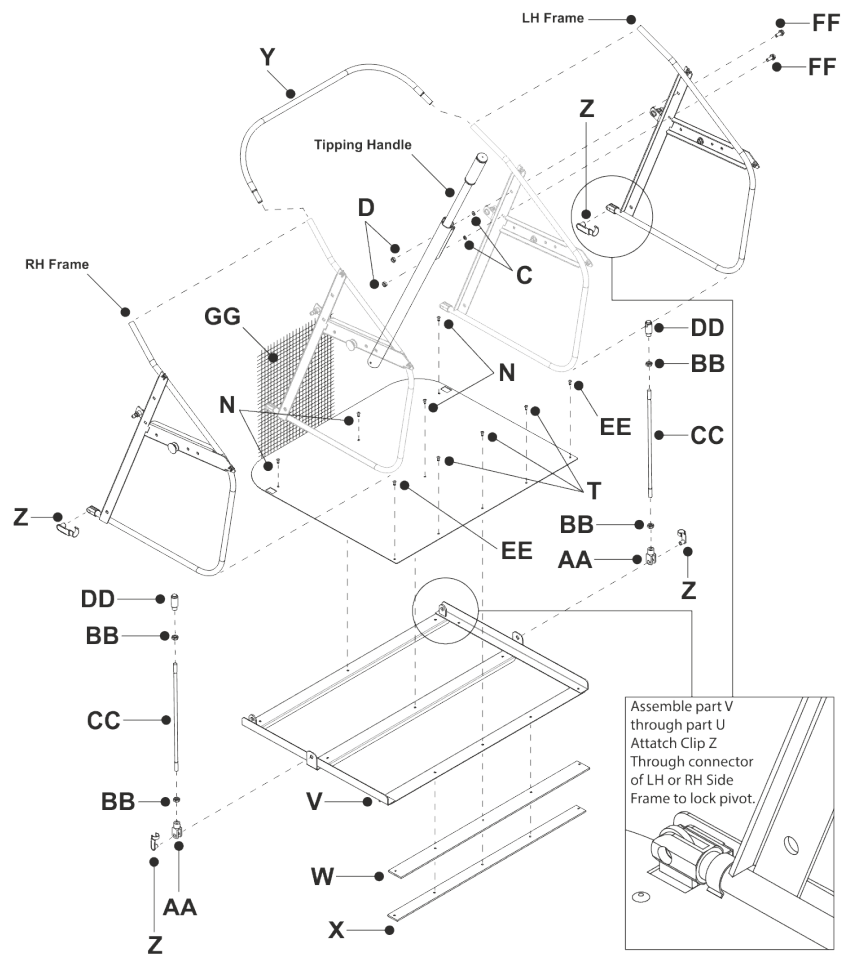 LH Frame
FF
FF
Y
Z
Tipping Handle
D
C
RH Frame
GG
DD
N
BB
N
EE
CC
T
Z
BB
EE
AA
Z
DD
BB
CC
BB
V
AA
Z
W
X
Assemble part V
through part U
Attatch Clip Z
Through connector
of LH or RH Side
Frame to lock pivot.